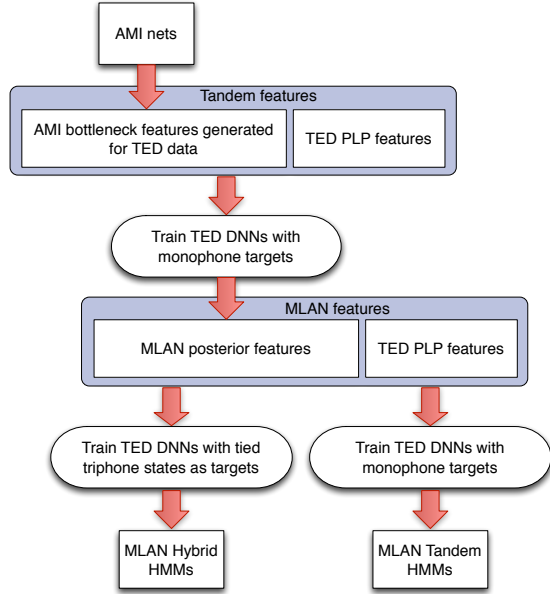 AMI nets
Tandem features
AMI bottleneck features generated
for TED data
TED PLP features
Train TED DNNs with
monophone targets
MLAN features
MLAN posterior features
TED PLP features
Train TED DNNs with tied
triphone states as targets
Train TED DNNs with
monophone targets
MLAN Hybrid
HMMs
MLAN Tandem
HMMs